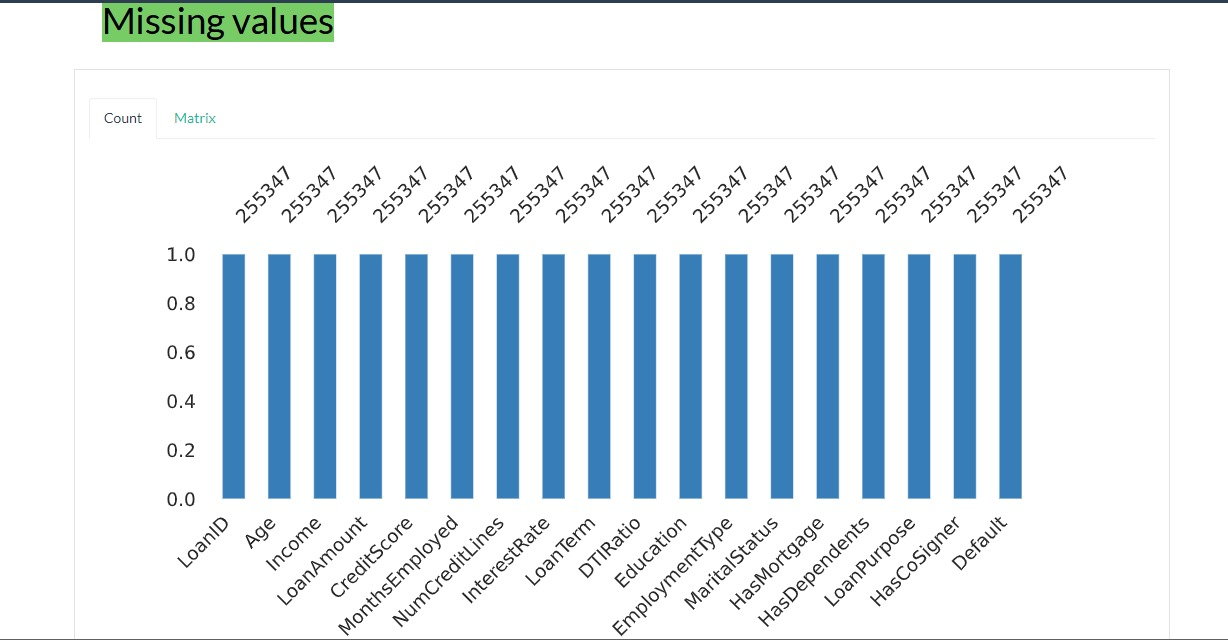 Missing values
Count Matrix
255347 255347 255347 255347 255347 255347 255347 255347 255347 255347 255347 255347 255347 255347 255347 255347 255347 255347
1.0
0.8
0.6
0.4
0.2
0.0
LoanID Age Income LoanAmount CreditScore MonthsEmployed NumCreditLines InterestRate LoanTerm DTIRatio Education EmploymentType MaritalStatus HasMortgage HasDependents LoanPurpose HasCoSigner Default